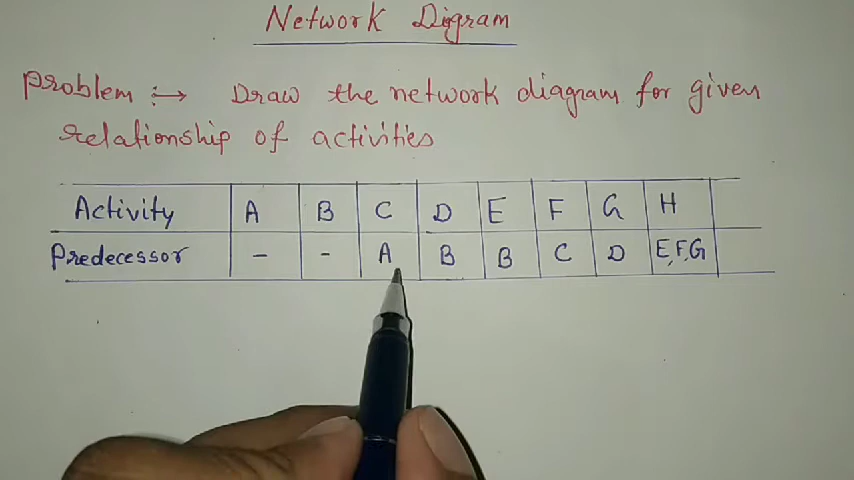 Network Digram
Problem :→ Draw the network diagram for given
relationship of activities
Activity A B C D E F G H
Predecessor - - A B B C D E,F,G